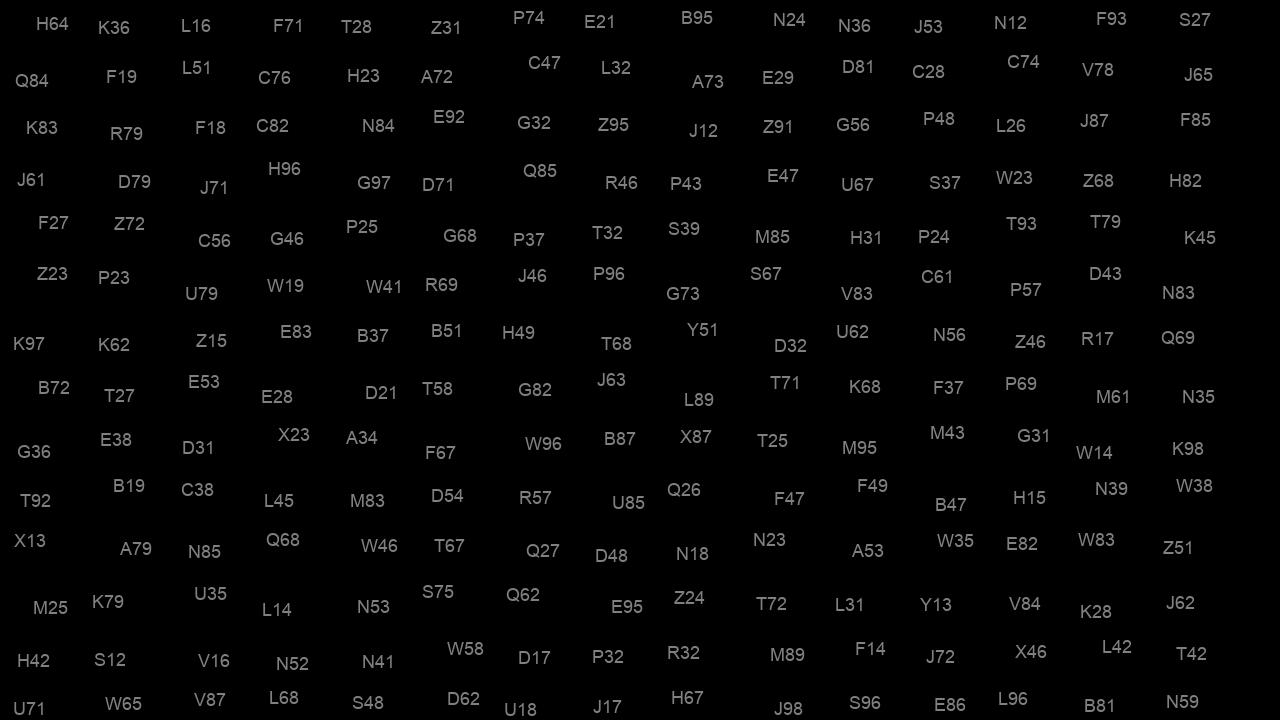 H64 K36 L16 F71 T28 Z31 P74 E21 B95 N24 N36 J53 N12 F93 S27
Q84 F19 L51 C76 H23 A72 C47 L32 A73 E29 D81 C28 C74 V78 J65
K83 R79 F18 C82 N84 E92 G32 Z95 J12 Z91 G56 P48 L26 J87 F85
J61 D79 J71 H96 G97 D71 Q85 R46 P43 E47 U67 S37 W23 Z68 H82
F27 Z72 C56 G46 P25 G68 P37 T32 S39 M85 H31 P24 T93 T79 K45
Z23 P23 U79 W19 W41 R69 J46 P96 G73 S67 V83 C61 P57 D43 N83
K97 K62 Z15 E83 B37 B51 H49 T68 Y51 D32 U62 N56 Z46 R17 Q69
B72 T27 E53 E28 D21 T58 G82 J63 L89 T71 K68 F37 P69 M61 N35
G36 E38 D31 X23 A34 F67 W96 B87 X87 T25 M95 M43 G31 W14 K98
T92 B19 C38 L45 M83 D54 R57 U85 Q26 F47 F49 B47 H15 N39 W38
X13 A79 N85 Q68 W46 T67 Q27 D48 N18 N23 A53 W35 E82 W83 Z51
M25 K79 U35 L14 N53 S75 Q62 E95 Z24 T72 L31 Y13 V84 K28 J62
H42 S12 V16 N52 N41 W58 D17 P32 R32 M89 F14 J72 X46 L42 T42
U71 W65 V87 L68 S48 D62 U18 J17 H67 J98 S96 E86 L96 B81 N59